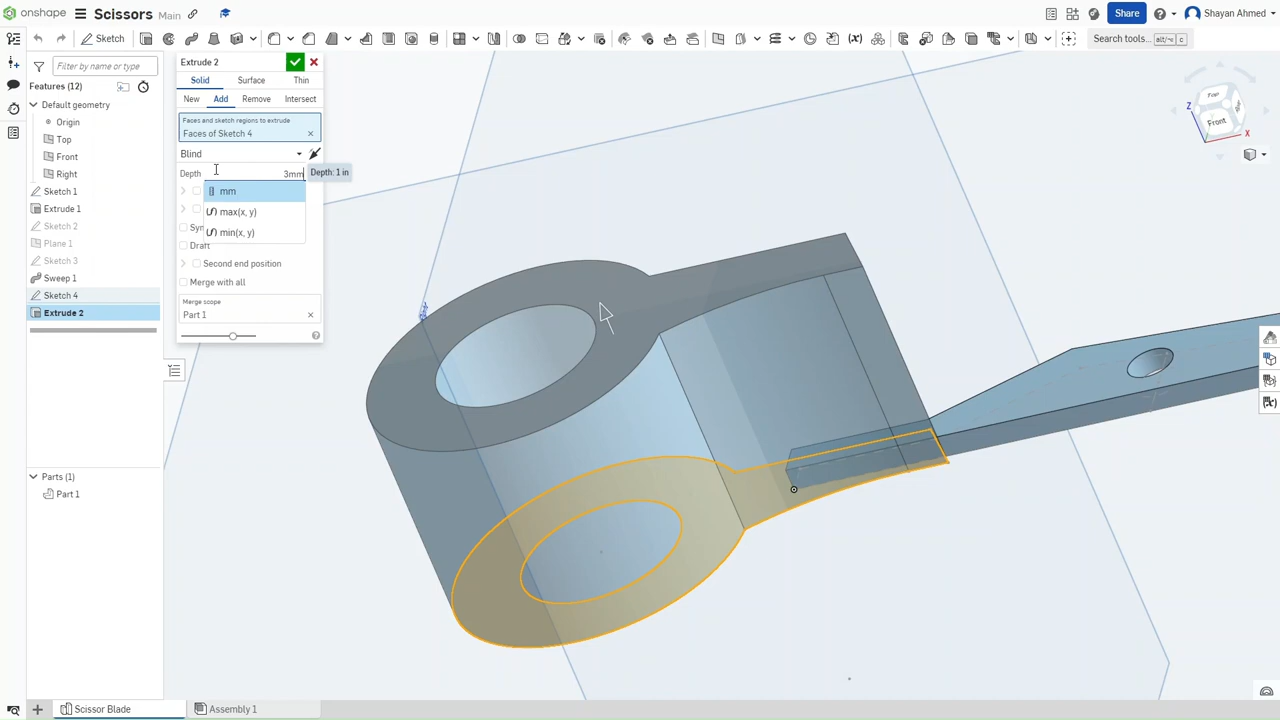 onshape
Scissors Main
Share
Shayan Ahmed
Sketch
Search tools...
alt/⌥ c
Filter by name or type
Features (12)
Default geometry
Origin
Top
Front
Right
Sketch 1
Extrude 1
Sketch 2
Plane 1
Sketch 3
Sweep 1
Sketch 4
Extrude 2
Parts (1)
Part 1
Extrude 2
Solid Surface Thin
New Add Remove Intersect
Faces and sketch regions to extrude
Faces of Sketch 4
Blind
Depth 3mm
Depth: 1 in
mm
max(x, y)
min(x, y)
Draft
Second end position
Merge with all
Merge scope
Part 1
Top
Front
Z
X
Scissor Blade
Assembly 1